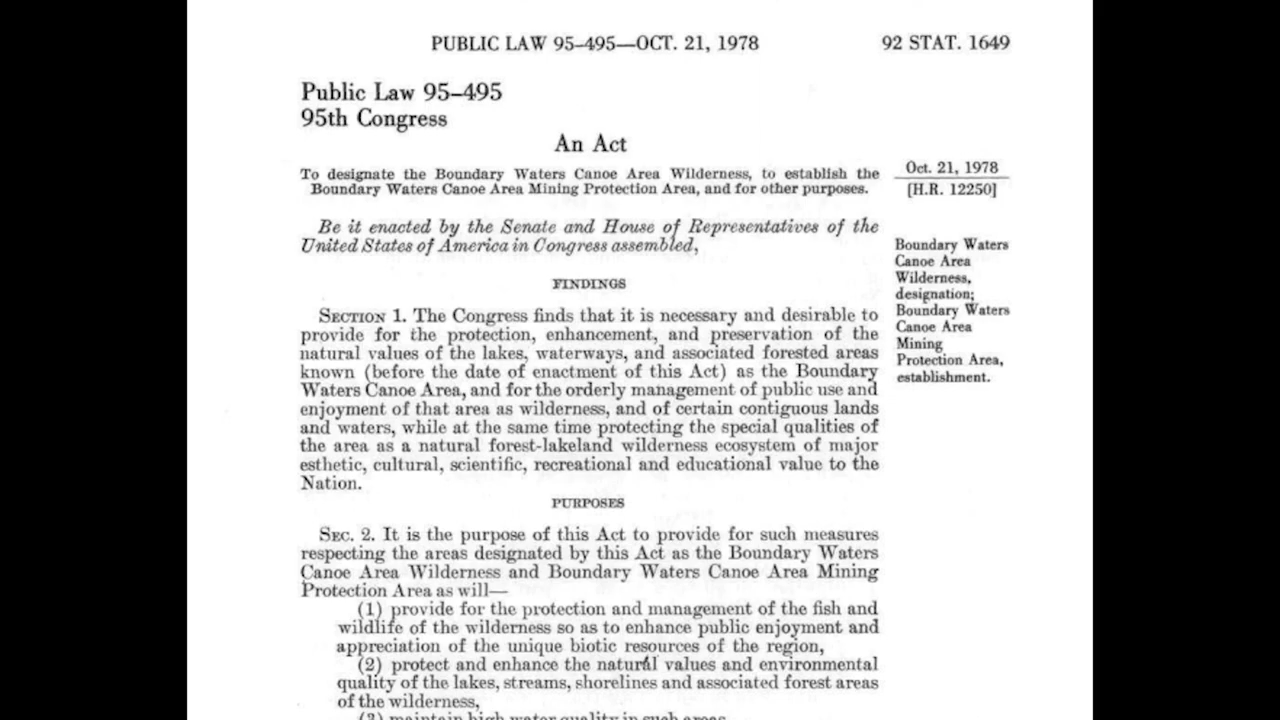 PUBLIC LAW 95–495—OCT. 21, 1978 92 STAT. 1649
Public Law 95–495
95th Congress
An Act
To designate the Boundary Waters Canoe Area Wilderness, to establish the
Boundary Waters Canoe Area Mining Protection Area, and for other purposes.
Oct. 21, 1978
[H.R. 12250]
Be it enacted by the Senate and House of Representatives of the
United States of America in Congress assembled,
Boundary Waters
Canoe Area
Wilderness,
designation;
Boundary Waters
Canoe Area
Mining
Protection Area,
establishment.
FINDINGS
SECTION 1. The Congress finds that it is necessary and desirable to
provide for the protection, enhancement, and preservation of the
natural values of the lakes, waterways, and associated forested areas
known (before the date of enactment of this Act) as the Boundary
Waters Canoe Area, and for the orderly management of public use and
enjoyment of that area as wilderness, and of certain contiguous lands
and waters, while at the same time protecting the special qualities of
the area as a natural forest-lakeland wilderness ecosystem of major
esthetic, cultural, scientific, recreational and educational value to the
Nation.
PURPOSES
SEC. 2. It is the purpose of this Act to provide for such measures
respecting the areas designated by this Act as the Boundary Waters
Canoe Area Wilderness and Boundary Waters Canoe Area Mining
Protection Area as will—
(1) provide for the protection and management of the fish and
wildlife of the wilderness so as to enhance public enjoyment and
appreciation of the unique biotic resources of the region,
(2) protect and enhance the natural values and environmental
quality of the lakes, streams, shorelines and associated forest areas
of the wilderness,
(3) maintain high water quality in such areas,